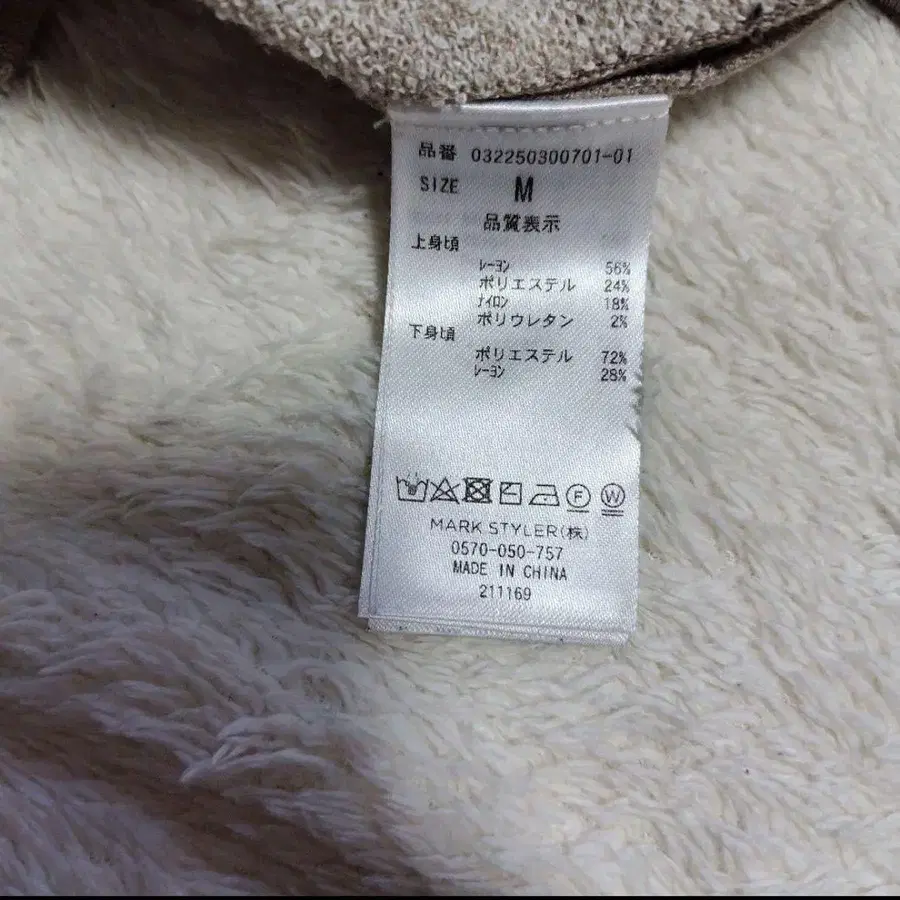 品番 032250300701-01
SIZE M
品質表示
上身頃
ﾚｰﾖﾝ 56%
ポリエステル 24%
ﾅｲﾛﾝ 18%
ポリウレタン 2%
下身頃
ポリエステル 72%
ﾚｰﾖﾝ 28%
F W
MARK STYLER(株)
0570-050-757
MADE IN CHINA
211169